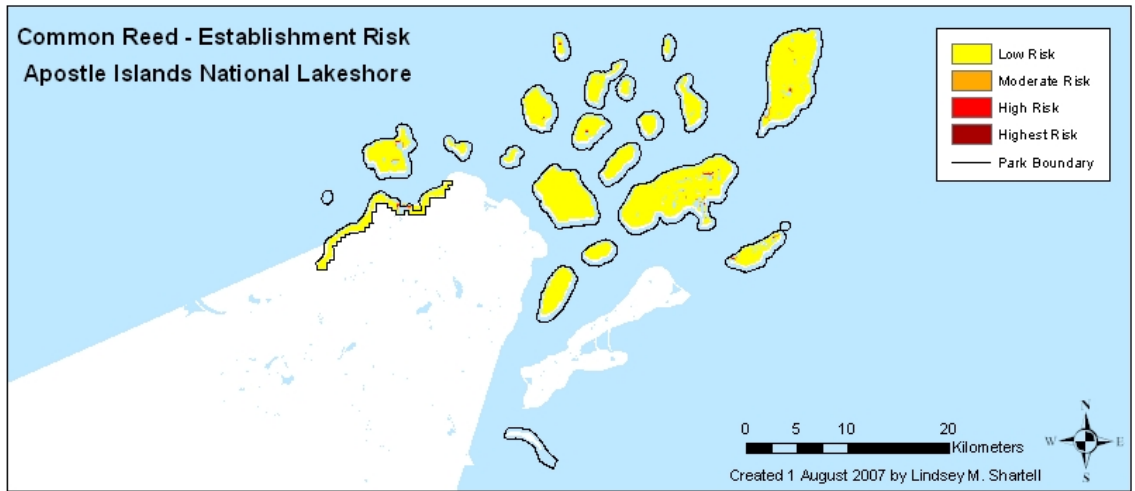 Common Reed - Establishment Risk
Apostle Islands National Lakeshore
Low Risk
Moderate Risk
High Risk
Highest Risk
Park Boundary
N
W E
S
0 5 10 20
Kilometers
Created 1 August 2007 by Lindsey M. Shartell